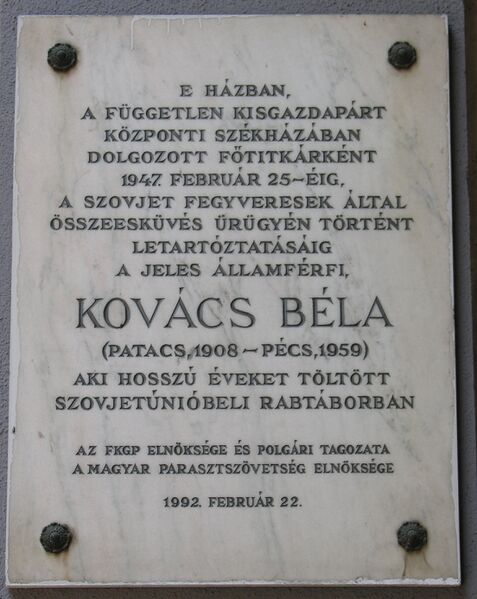 E HÁZBAN,
A FÜGGETLEN KISGAZDAPÁRT
KÖZPONTI SZÉKHÁZÁBAN
DOLGOZOTT FŐTITKÁRKÉNT
1947. FEBRUÁR 25-ÉIG,
A SZOVJET FEGYVERESEK ÁLTAL
ÖSSZEESKÜVÉS ÜRÜGYÉN TÖRTÉNT
LETARTÓZTATÁSÁIG
A JELES ÁLLAMFÉRFI,
KOVÁCS BÉLA
(PATACS,1908 – PÉCS,1959)
AKI HOSSZÚ ÉVEKET TÖLTÖTT
SZOVJETÚNIÓBELI RABTÁBORBAN
AZ FKGP ELNÖKSÉGE ÉS POLGÁRI TAGOZATA
A MAGYAR PARASZTSZÖVETSÉG ELNÖKSÉGE
1992. FEBRUÁR 22.